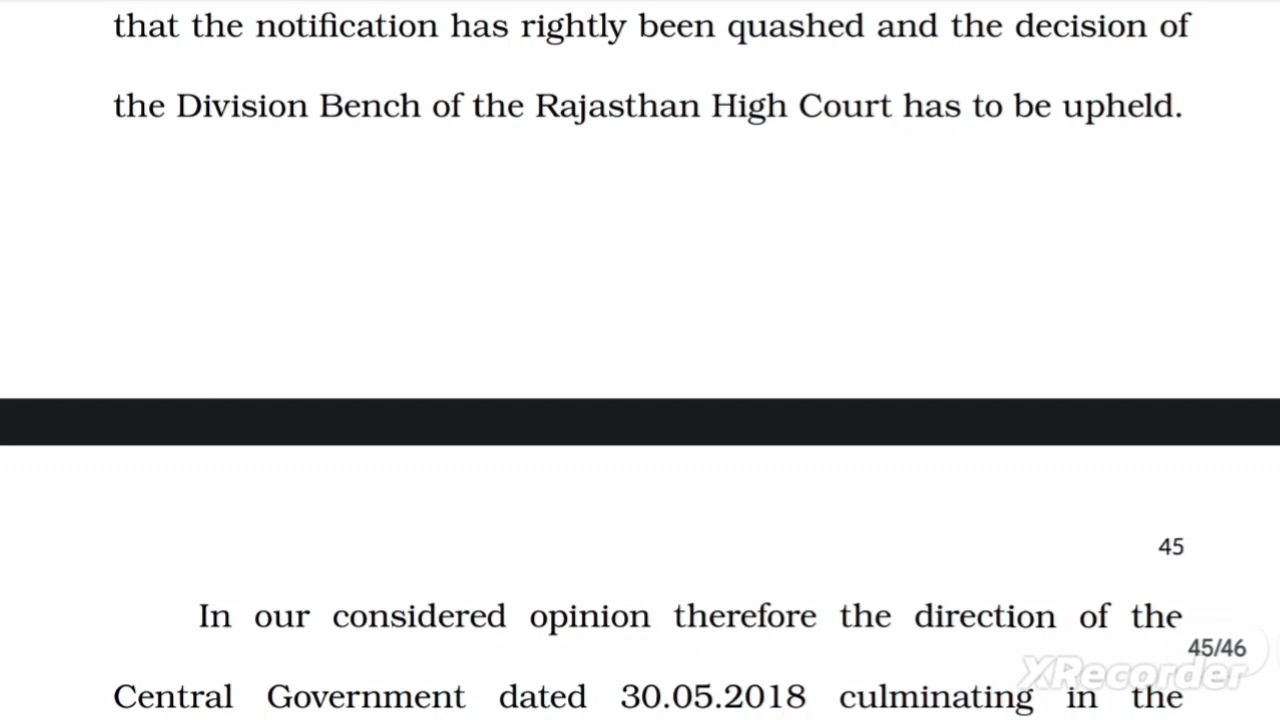 that the notification has rightly been quashed and the decision of
the Division Bench of the Rajasthan High Court has to be upheld.
45
In our considered opinion therefore the direction of the
45/46
XRecorder
Central Government dated 30.05.2018 culminating in the